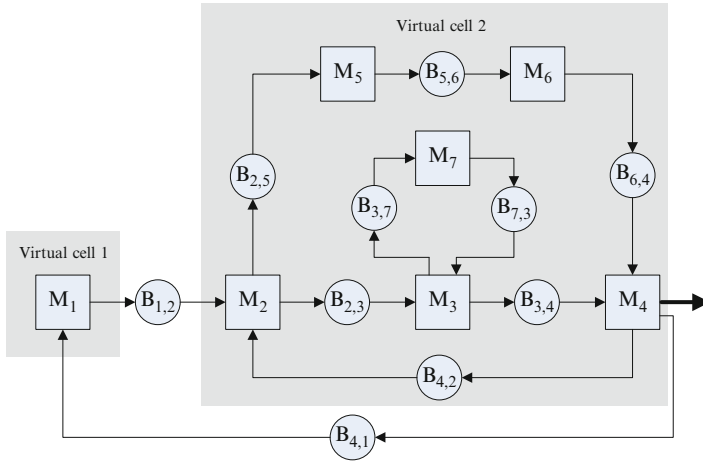 Virtual cell 2
M5
B5,6
M6
B2,5
M7
B6,4
B3,7
B7,3
Virtual cell 1
M1
B1,2
M2
B2,3
M3
B3,4
M4
B4,2
B4,1